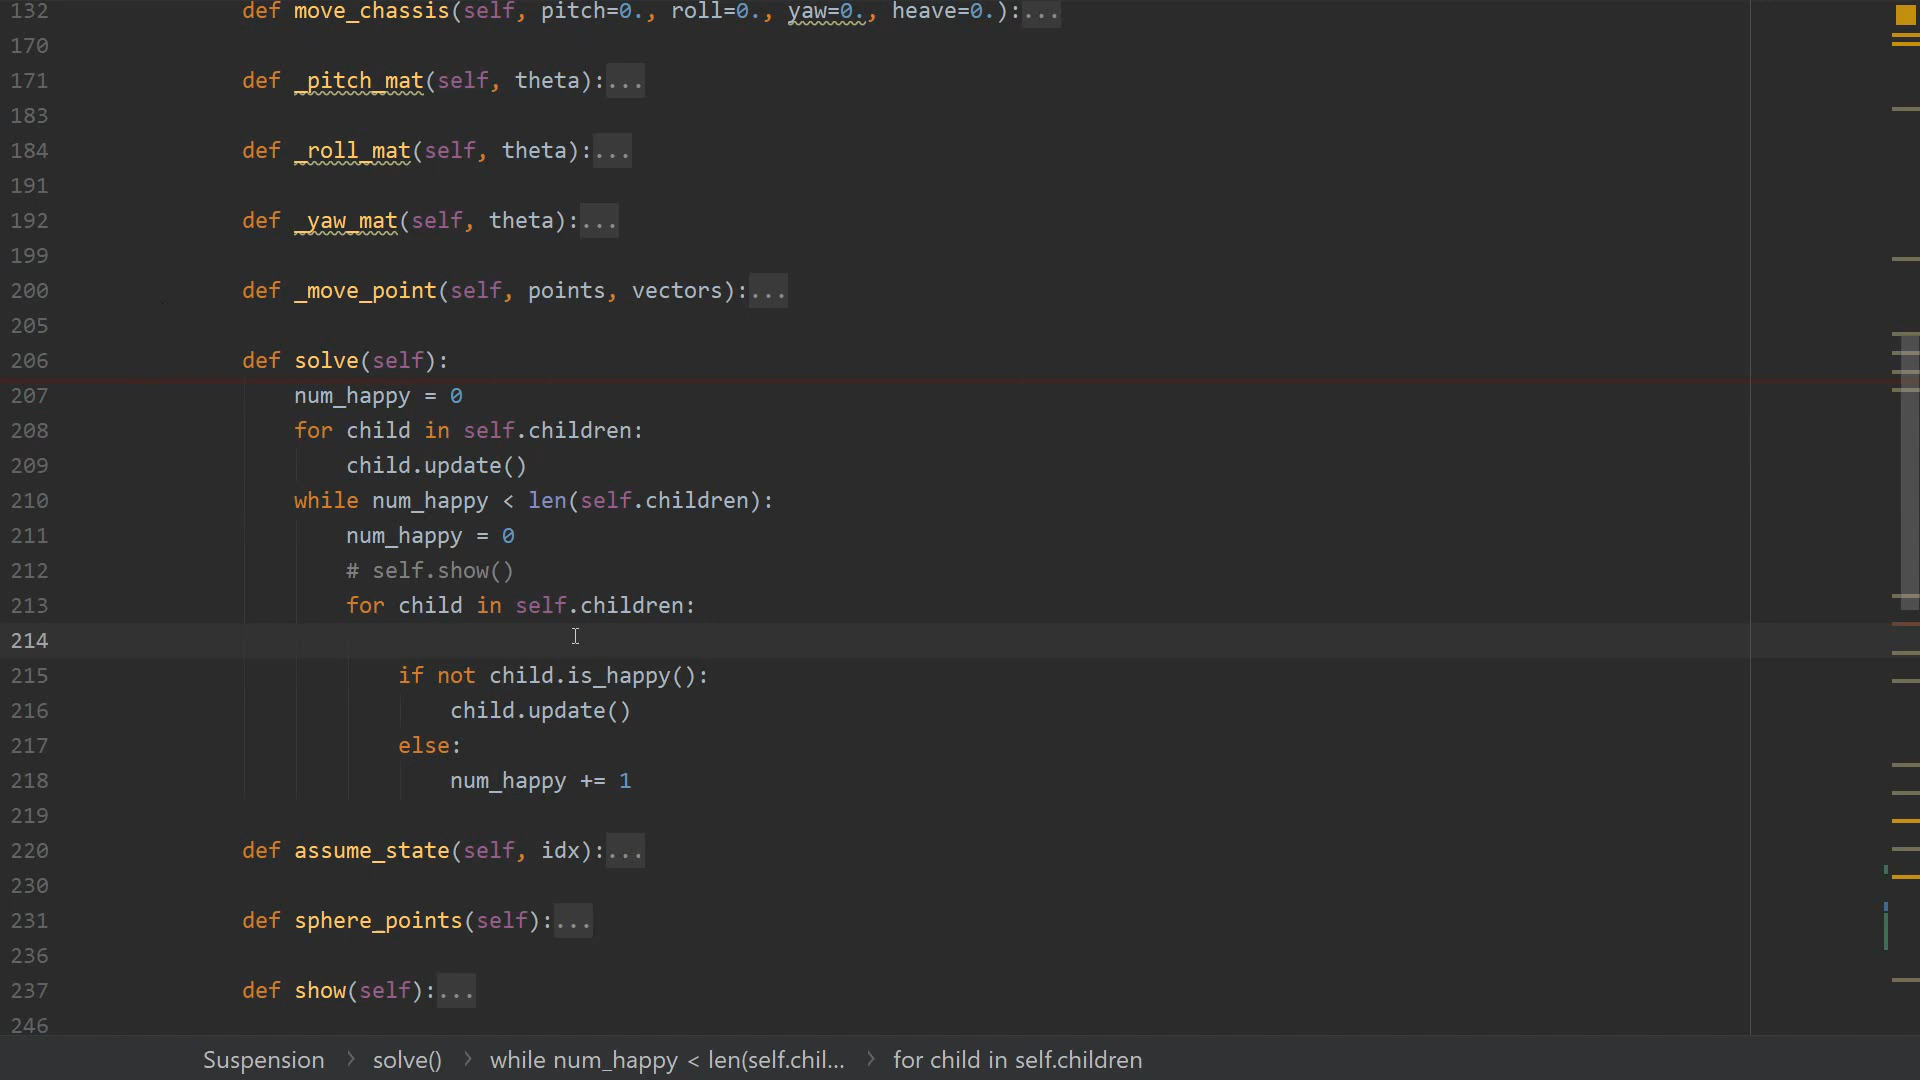 132 def move_chassis(self, pitch=0., roll=0., yaw=0., heave=0.):...
170
171 def _pitch_mat(self, theta):...
183
184 def _roll_mat(self, theta):...
191
192 def _yaw_mat(self, theta):...
199
200 def _move_point(self, points, vectors):...
205
206 def solve(self):
207 num_happy = 0
208 for child in self.children:
209 child.update()
210 while num_happy < len(self.children):
211 num_happy = 0
212 # self.show()
213 for child in self.children:
214
215 if not child.is_happy():
216 child.update()
217 else:
218 num_happy += 1
219
220 def assume_state(self, idx):...
230
231 def sphere_points(self):...
236
237 def show(self):...
246
Suspension > solve() > while num_happy < len(self.chil... > for child in self.children